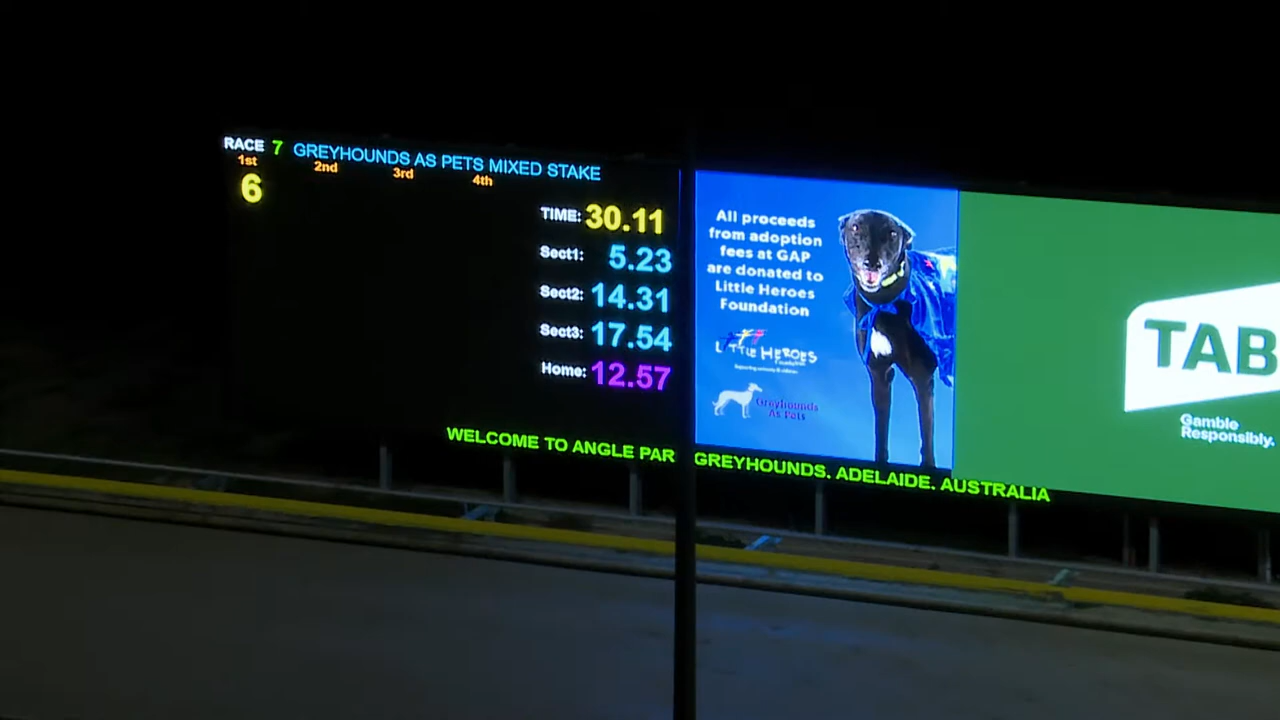 RACE 7 GREYHOUNDS AS PETS MIXED STAKE
1st 2nd 3rd 4th
6
TIME: 30.11
Sect1: 5.23
Sect2: 14.31
Sect3: 17.54
Home: 12.57
All proceeds
from adoption
fees at GAP
are donated to
Little Heroes
Foundation
LITTLE HEROES
Foundation
Greyhounds
As Pets
TAB
Gamble
Responsibly.
WELCOME TO ANGLE PAR GREYHOUNDS. ADELAIDE. AUSTRALIA